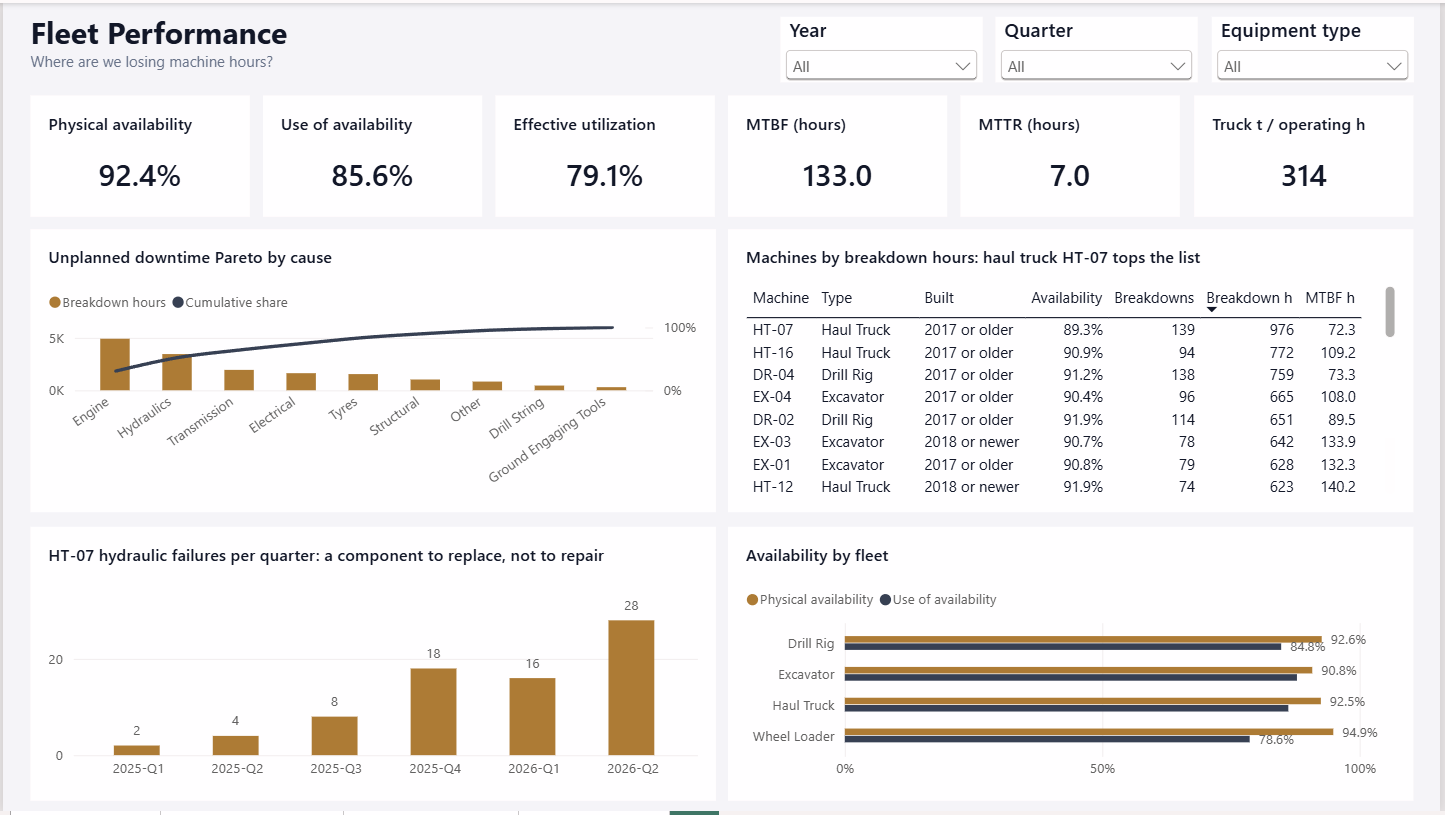 Fleet Performance
Where are we losing machine hours?
Year
All
Quarter
All
Equipment type
All
Physical availability
92.4%
Use of availability
85.6%
Effective utilization
79.1%
MTBF (hours)
133.0
MTTR (hours)
7.0
Truck t / operating h
314
Unplanned downtime Pareto by cause
Breakdown hours Cumulative share
5K
0K
100%
0%
Engine
Hydraulics
Transmission
Electrical
Tyres
Structural
Other
Drill String
Ground Engaging Tools
Machines by breakdown hours: haul truck HT-07 tops the list
Machine Type Built Availability Breakdowns Breakdown h MTBF h
HT-07 Haul Truck 2017 or older 89.3% 139 976 72.3
HT-16 Haul Truck 2017 or older 90.9% 94 772 109.2
DR-04 Drill Rig 2017 or older 91.2% 138 759 73.3
EX-04 Excavator 2017 or older 90.4% 96 665 108.0
DR-02 Drill Rig 2017 or older 91.9% 114 651 89.5
EX-03 Excavator 2018 or newer 90.7% 78 642 133.9
EX-01 Excavator 2017 or older 90.8% 79 628 132.3
HT-12 Haul Truck 2018 or newer 91.9% 74 623 140.2
HT-07 hydraulic failures per quarter: a component to replace, not to repair
20
0
2
4
8
18
16
28
2025-Q1 2025-Q2 2025-Q3 2025-Q4 2026-Q1 2026-Q2
Availability by fleet
Physical availability Use of availability
Drill Rig 92.6%
84.8%
Excavator 90.8%
Haul Truck 92.5%
Wheel Loader 94.9%
78.6%
0% 50% 100%